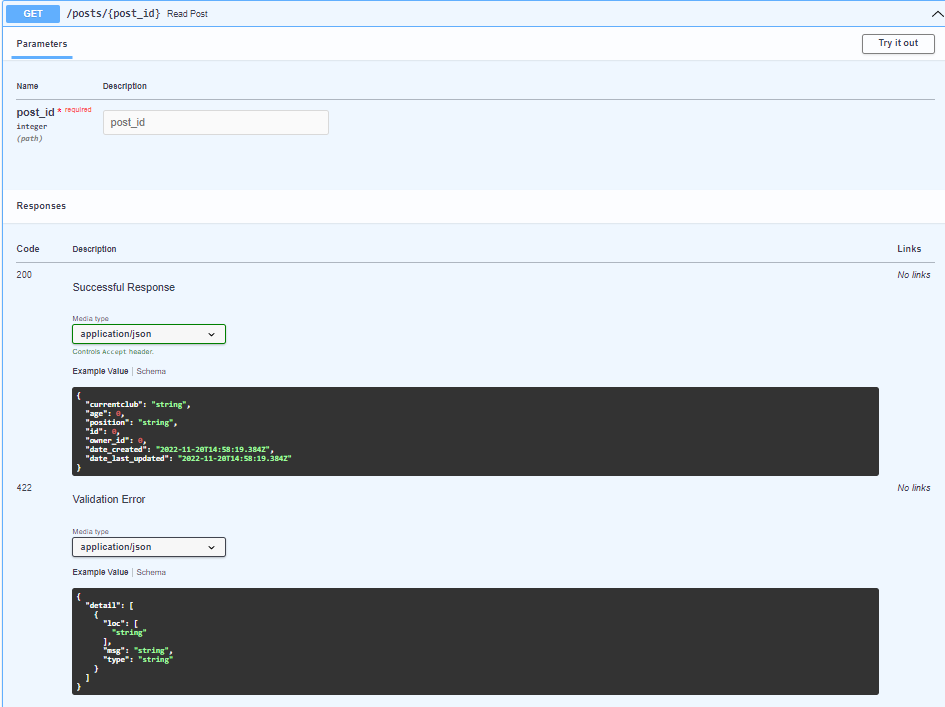 GET /posts/{post_id} Read Post
Parameters
Try it out
Name Description
post_id * required
integer
(path)
post_id
Responses
Code Description Links
200 No links
Successful Response
Media type
application/json
Controls Accept header.
Example Value | Schema
{
  "currentclub": "string",
  "age": 0,
  "position": "string",
  "id": 0,
  "owner_id": 0,
  "date_created": "2022-11-20T14:58:19.384Z",
  "date_last_updated": "2022-11-20T14:58:19.384Z"
}
422 No links
Validation Error
Media type
application/json
Example Value | Schema
{
  "detail": [
    {
      "loc": [
        "string"
      ],
      "msg": "string",
      "type": "string"
    }
  ]
}